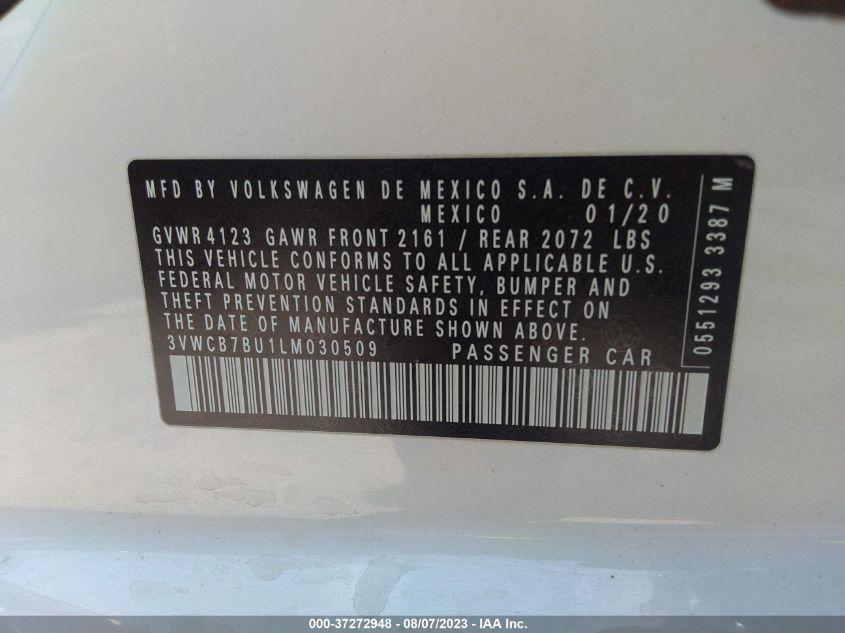 MFD BY VOLKSWAGEN DE MEXICO S.A. DE C.V.
MEXICO 01/20
GVWR 4123 GAWR FRONT 2161 / REAR 2072 LBS
THIS VEHICLE CONFORMS TO ALL APPLICABLE U.S.
FEDERAL MOTOR VEHICLE SAFETY, BUMPER AND
THEFT PREVENTION STANDARDS IN EFFECT ON
THE DATE OF MANUFACTURE SHOWN ABOVE.
3VWCB7BU1LM030509 PASSENGER CAR
0551293 3387 M
000-37272948 - 08/07/2023 - IAA Inc.